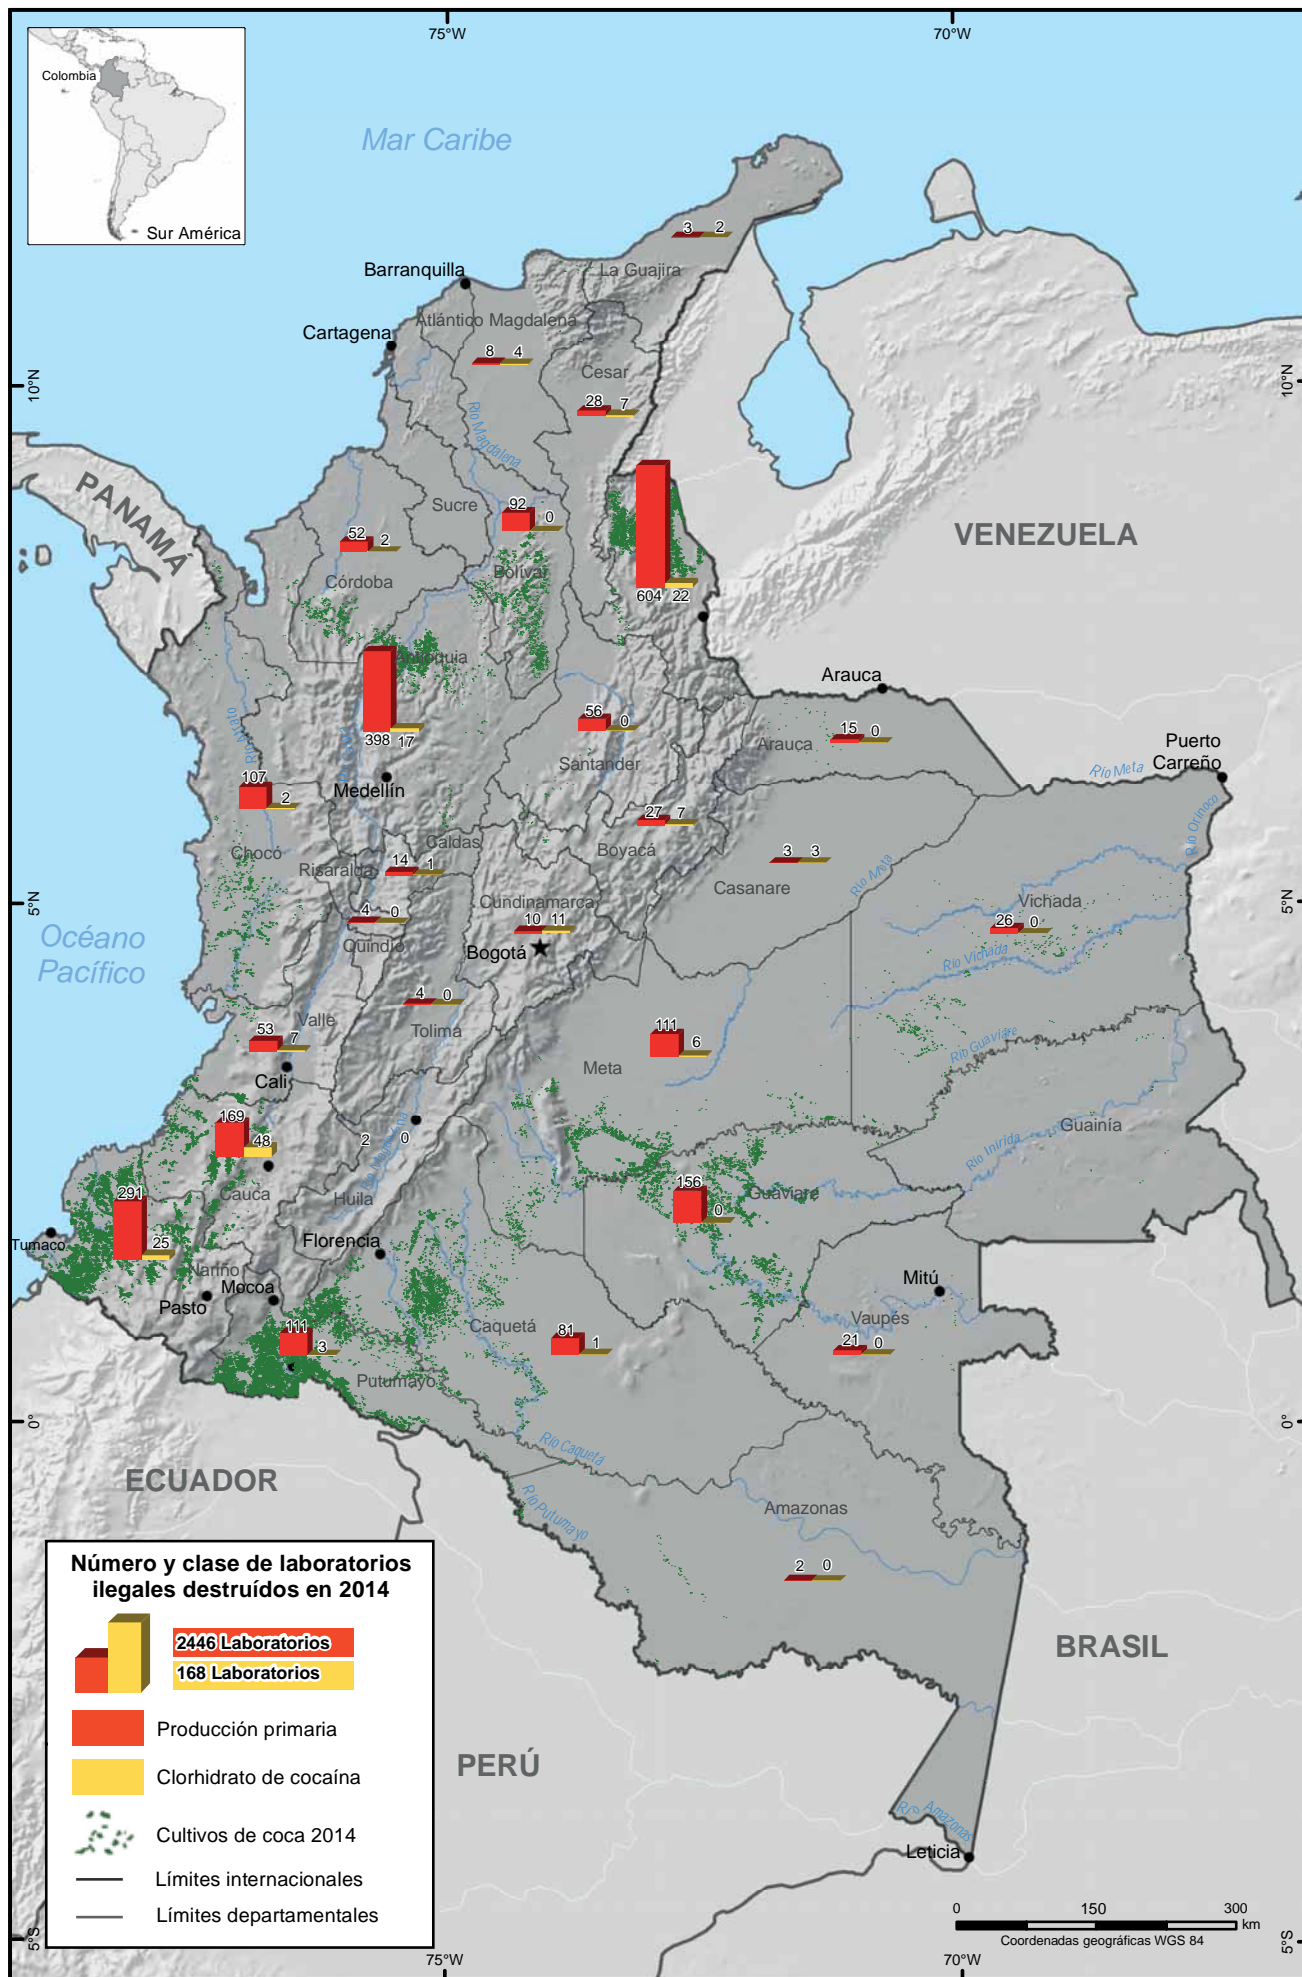 75°W
70°W
Colombia
Sur América
Mar Caribe
3 2
La Guajira
Barranquilla
Atlántico Magdalena
Cartagena
8 4
Cesar
10°N
10°N
28 7
Río Magdalena
PANAMÁ
Sucre
92 0
VENEZUELA
52 2
Córdoba
Bolívar
604 22
Antioquia
Arauca
398 17
Río Atrato
56 0
15 0
Arauca
Puerto
Carreño
Río Meta
Santander
Medellín
107 2
Río Orinoco
27 7
Chocó
Caldas
Boyacá
Risaralda
14 1
3 3
Casanare
Río Meta
5°N
5°N
Cundinamarca
Vichada
4 0
10 11
26 0
Quindío
Bogotá
Océano
Pacífico
Río Vichada
4 0
Tolima
Valle
53 7
111 6
Río Guaviare
Meta
Cali
169
48
2 0
Guainía
Río Inirida
Cauca
Huila
156 0
Guaviare
291
25
Tumaco
Florencia
Nariño
Mocoa
Pasto
Mitú
Vaupés
Caquetá
111 3
81 1
21 0
Putumayo
0°
0°
Río Caquetá
ECUADOR
Río Putumayo
Amazonas
2 0
Número y clase de laboratorios
ilegales destruídos en 2014
2446 Laboratorios
168 Laboratorios
Producción primaria
Clorhidrato de cocaína
Cultivos de coca 2014
Límites internacionales
Límites departamentales
BRASIL
PERÚ
Río Amazonas
Leticia
0 150 300
km
Coordenadas geográficas WGS 84
5°S
5°S
75°W
70°W